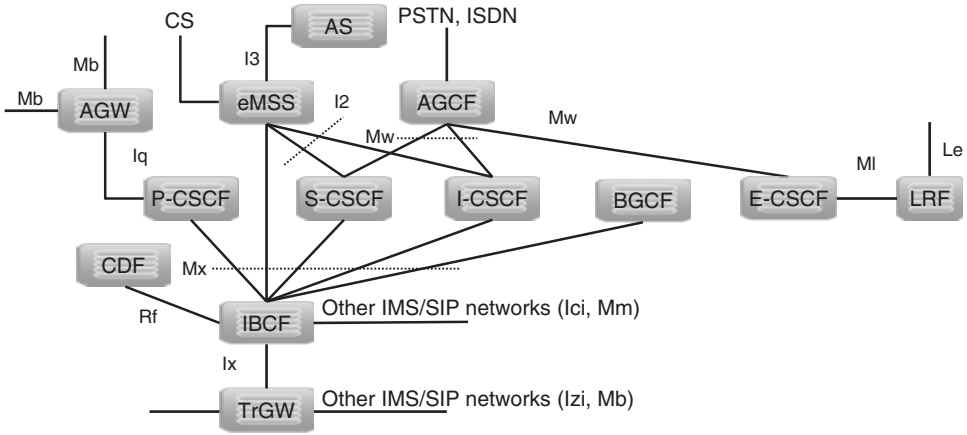 CS
AS
PSTN, ISDN
Mb
I3
Mb
AGW
eMSS
I2
AGCF
Mw
Mw
Iq
Le
MI
P-CSCF
S-CSCF
I-CSCF
BGCF
E-CSCF
LRF
CDF
Mx
Rf
IBCF
Other IMS/SIP networks (Ici, Mm)
Ix
TrGW
Other IMS/SIP networks (Izi, Mb)